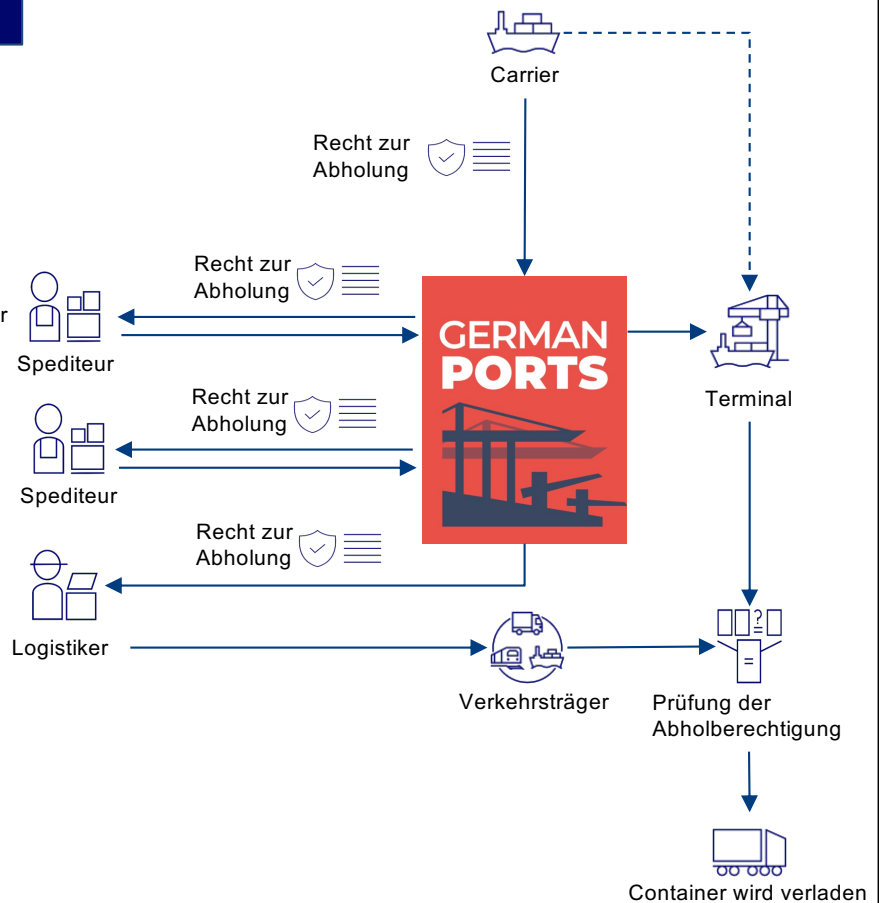 Carrier
Recht zur
Abholung
Recht zur
Abholung
Spediteur
GERMAN
PORTS
Terminal
Recht zur
Abholung
Spediteur
Recht zur
Abholung
Logistiker
Verkehrsträger
?
=
=
Prüfung der
Abholberechtigung
Container wird verladen